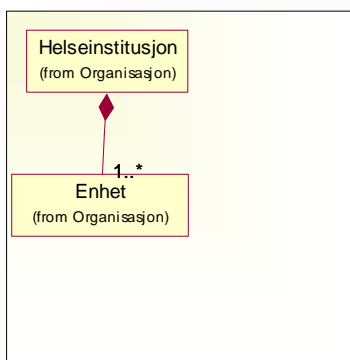 Helseinstitusjon
(from Organisasjon)
1..*
Enhet
(from Organisasjon)